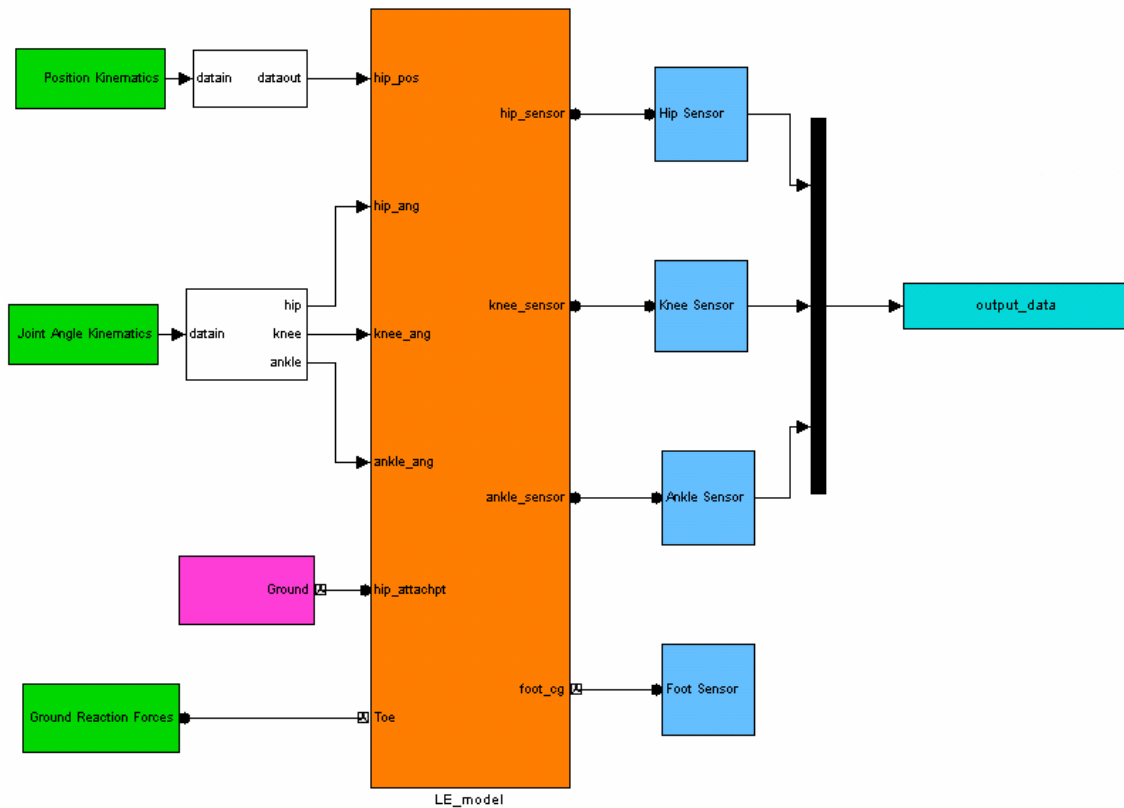 Position Kinematics
datain
dataout
hip_pos
hip_sensor
Hip Sensor
hip_ang
Joint Angle Kinematics
datain
hip
knee
ankle
knee_ang
knee_sensor
Knee Sensor
output_data
ankle_ang
ankle_sensor
Ankle Sensor
Ground
hip_attachpt
Ground Reaction Forces
Toe
foot_cg
Foot Sensor
LE_model